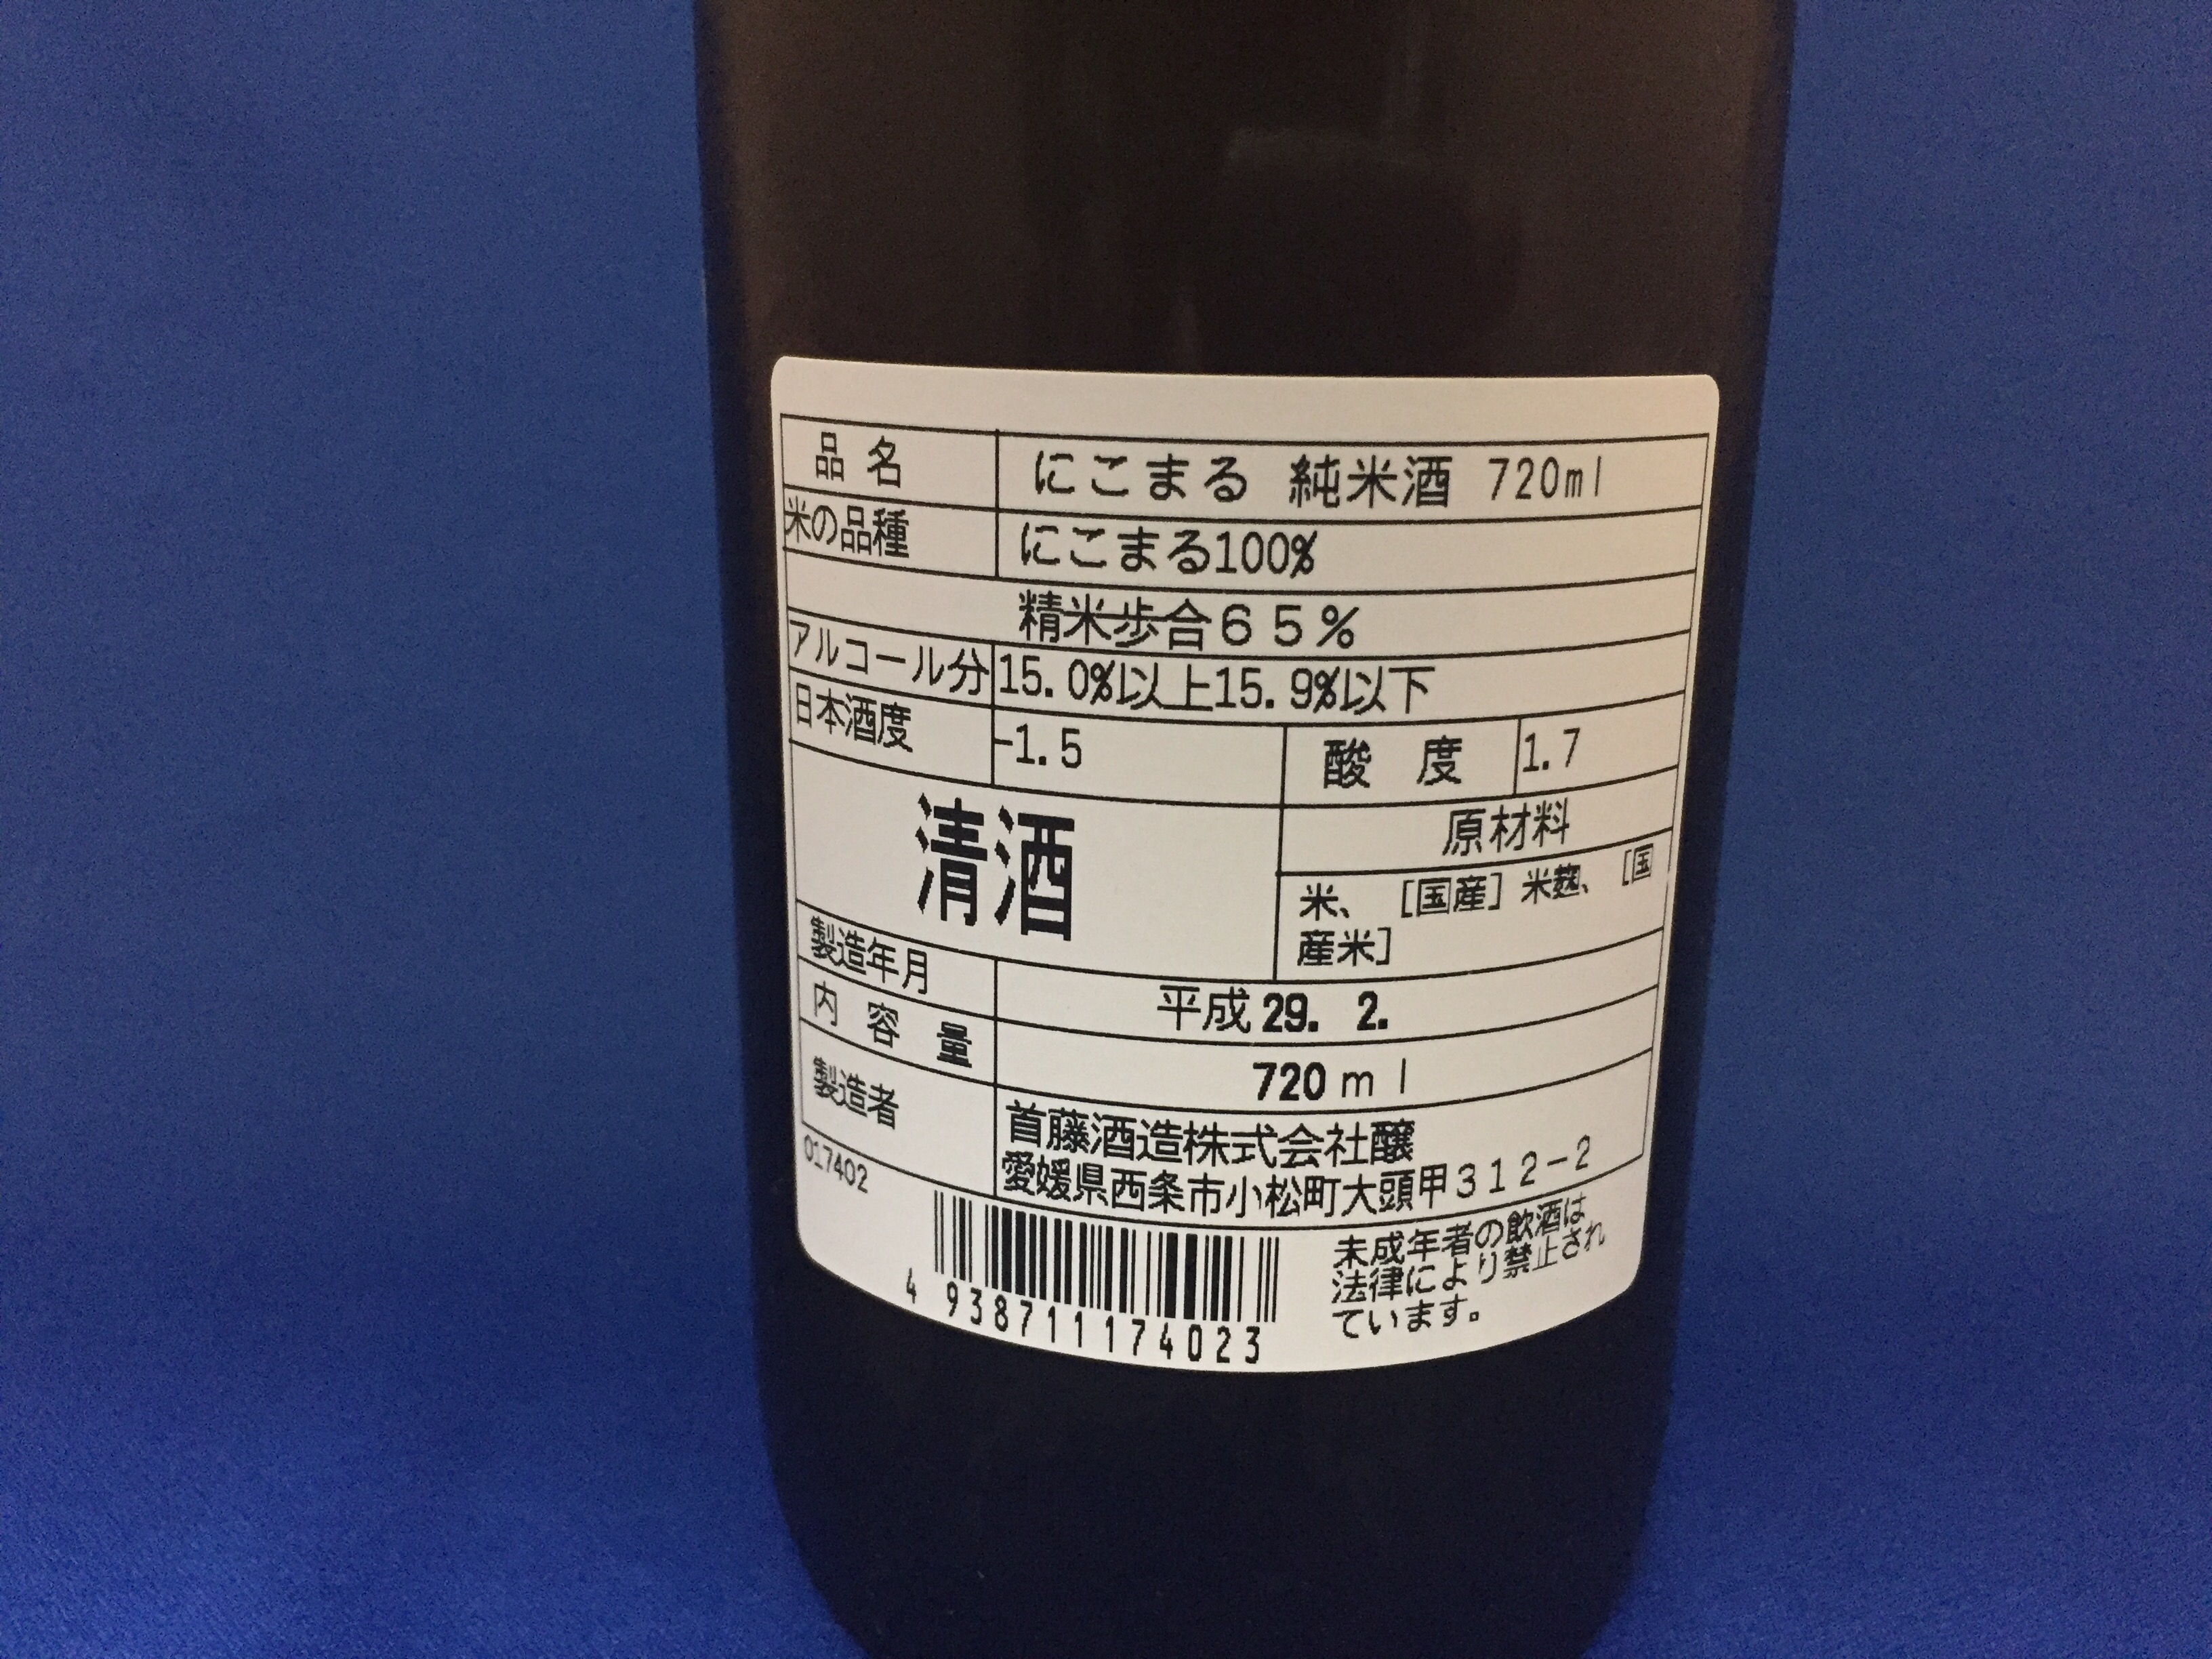 品名 にこまる 純米酒 720ml
米の品種 にこまる100%
精米歩合65%
アルコール分 15.0%以上15.9%以下
日本酒度 -1.5 酸度 1.7
清酒
原材料
米、[国産]米麹、[国
産米]
製造年月 平成 29. 2.
内容量 720ml
製造者 首藤酒造株式会社醸
愛媛県西条市小松町大頭甲312-2
017402
4 938711 174023
未成年者の飲酒は
法律により禁止され
ています。